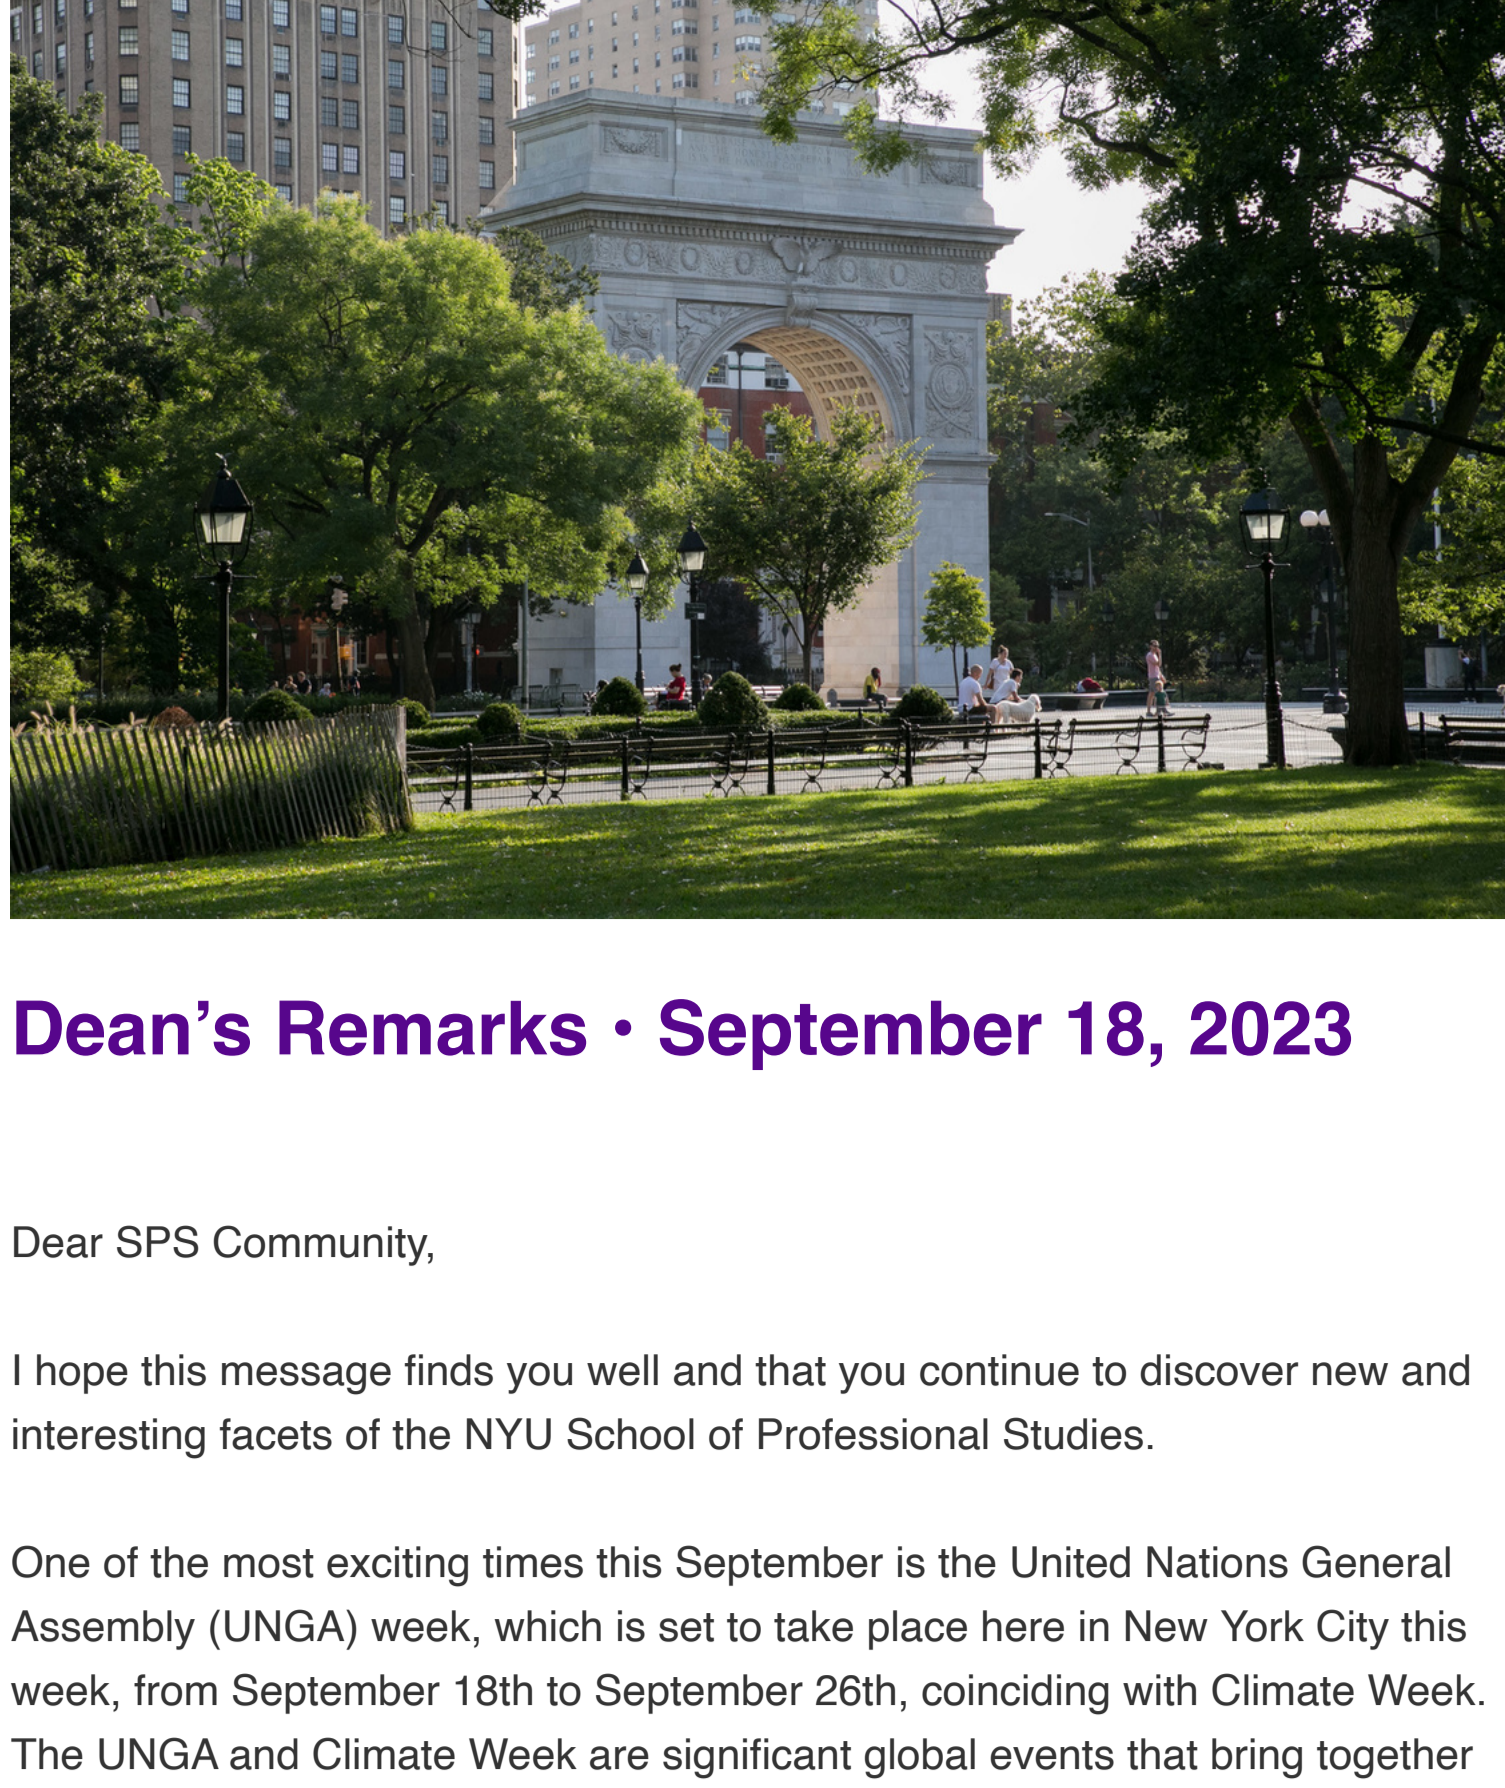 Dean’s Remarks • September 18, 2023
Dear SPS Community,
I hope this message finds you well and that you continue to discover new and
interesting facets of the NYU School of Professional Studies.
One of the most exciting times this September is the United Nations General
Assembly (UNGA) week, which is set to take place here in New York City this
week, from September 18th to September 26th, coinciding with Climate Week.
The UNGA and Climate Week are significant global events that bring together